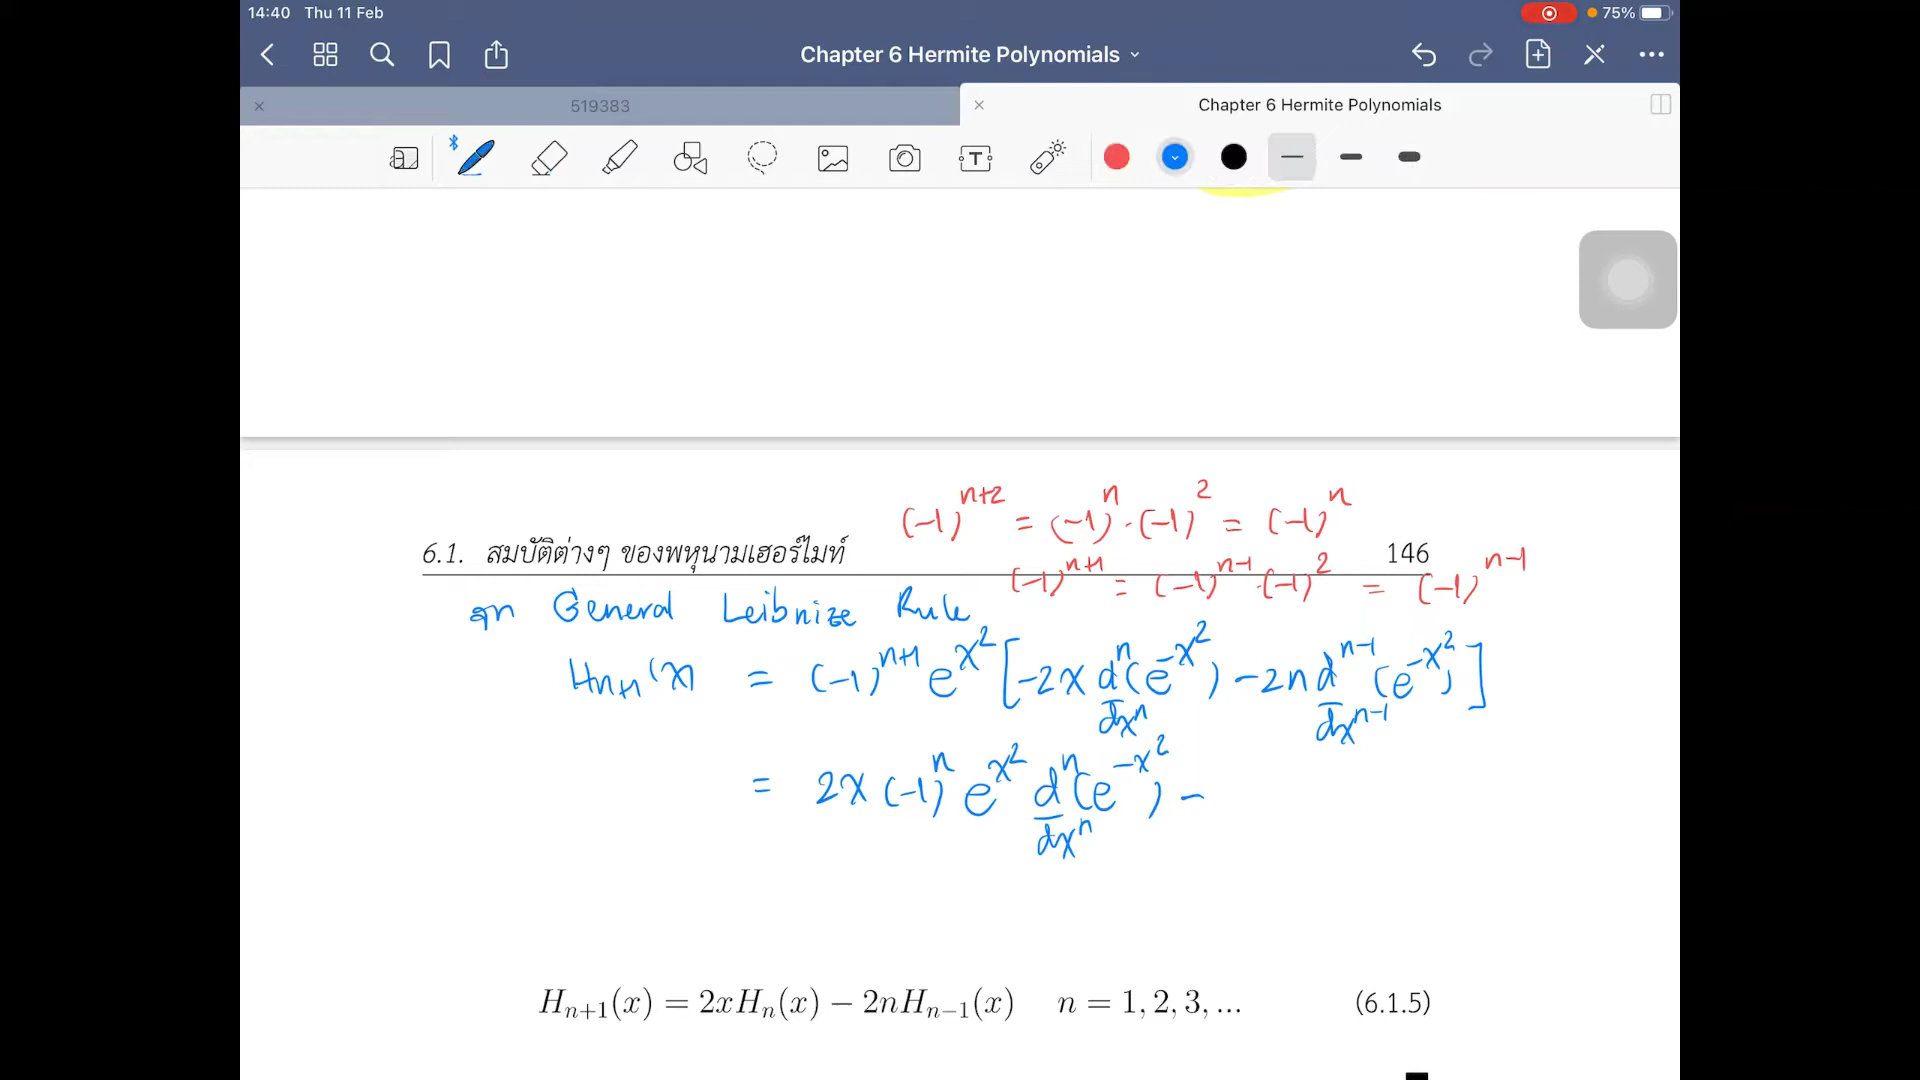 14:40 Thu 11 Feb 75%
Chapter 6 Hermite Polynomials
519383 Chapter 6 Hermite Polynomials
(-1)^{n+2} = (-1)^n · (-1)^2 = (-1)^n
6.1. สมบัติต่างๆ ของพหุนามเฮอร์ไมท์ 146
(-1)^{n+1} = (-1)^{n-1} · (-1)^2 = (-1)^{n-1}
จาก General Leibnize Rule
H_{n+1}(x) = (-1)^{n+1} e^{x^2} [-2x d^n/dx^n (e^{-x^2}) - 2n d^{n-1}/dx^{n-1} (e^{-x^2})]
= 2x (-1)^n e^{x^2} d^n/dx^n (e^{-x^2}) -
H_{n+1}(x) = 2xH_n(x) − 2nH_{n−1}(x) n = 1, 2, 3, ... (6.1.5)